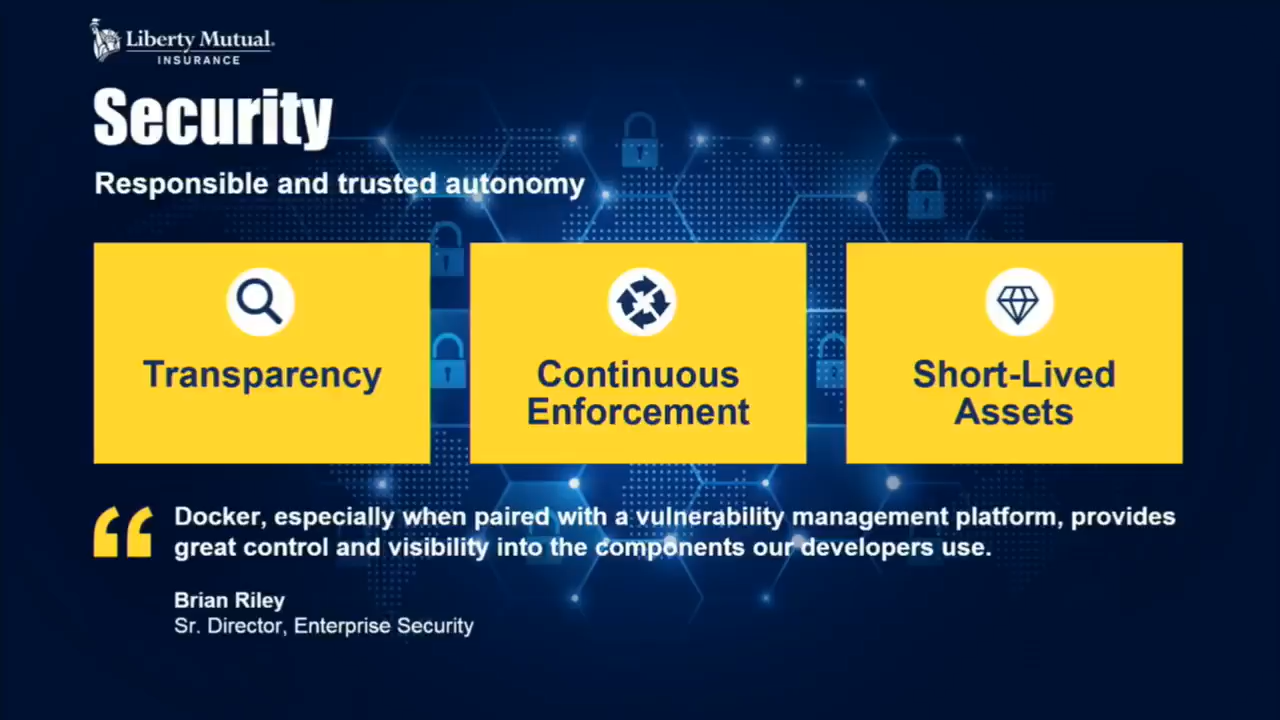 Liberty Mutual.
INSURANCE
Security
Responsible and trusted autonomy
Transparency
Continuous
Enforcement
Short-Lived
Assets
“ Docker, especially when paired with a vulnerability management platform, provides
great control and visibility into the components our developers use.
Brian Riley
Sr. Director, Enterprise Security